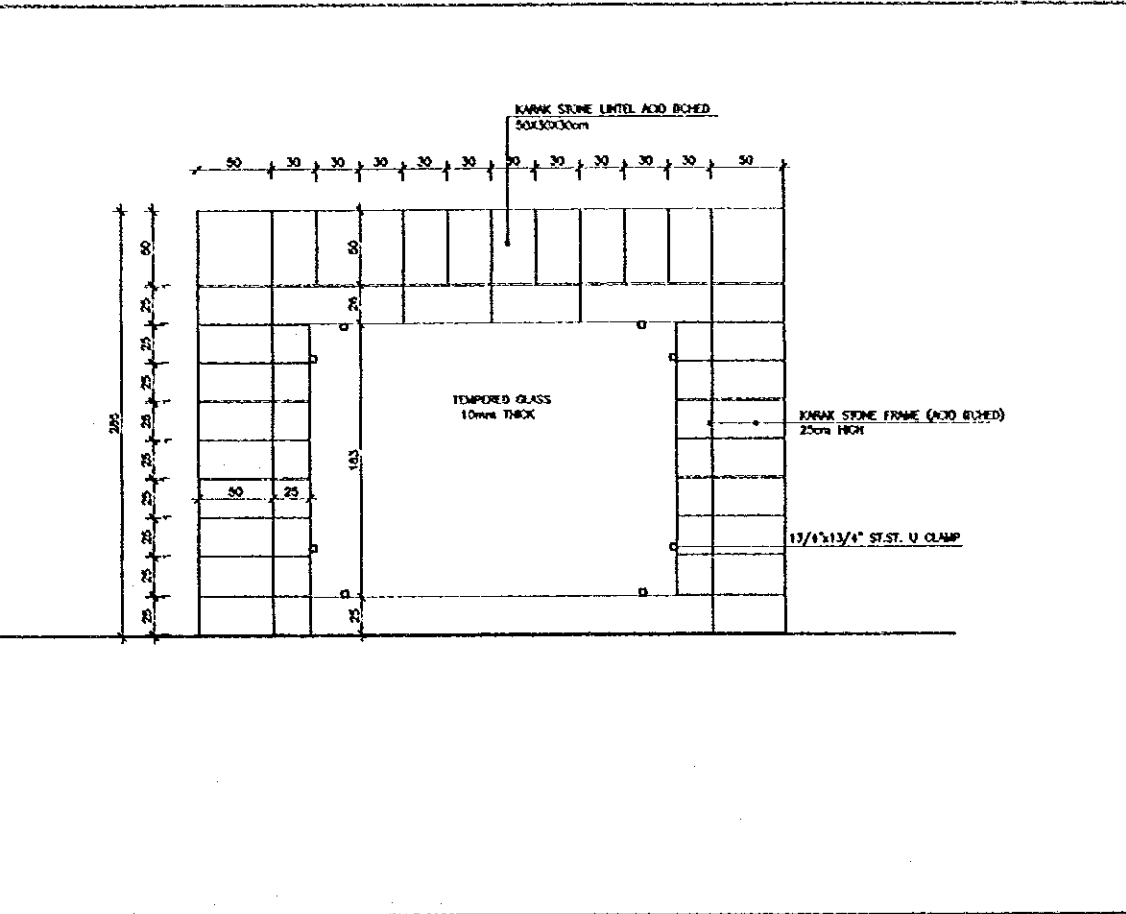 KARAK STONE LINTEL ACID ECHED
50X30X30cm
50 30 30 30 30 30 30 30 30 30 30 50
50
25
25
25
25
25
25
25
25
25
285
50
25
183
25
TEMPERED GLASS
10mm THICK
50 25
KARAK STONE FRAME (ACID ECHED)
25cm HIGH
13/4"x13/4" ST.ST. U CLAMP